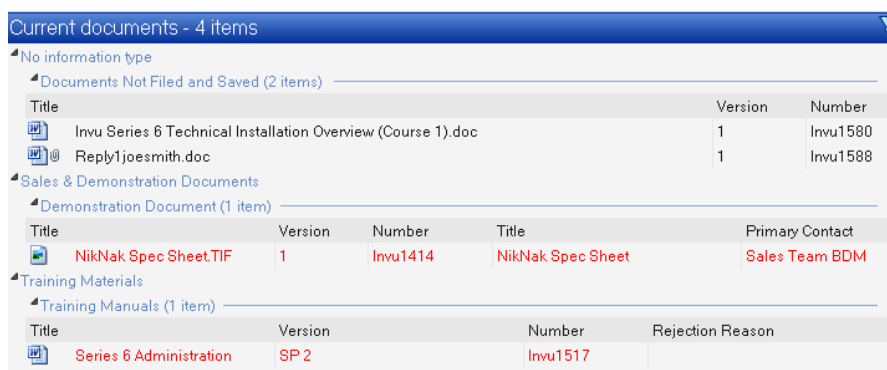 Current documents - 4 items
No information type
Documents Not Filed and Saved (2 items)
Title Version Number
Invu Series 6 Technical Installation Overview (Course 1).doc 1 Invu1580
Reply1joesmith.doc 1 Invu1588
Sales & Demonstration Documents
Demonstration Document (1 item)
Title Version Number Title Primary Contact
NikNak Spec Sheet.TIF 1 Invu1414 NikNak Spec Sheet Sales Team BDM
Training Materials
Training Manuals (1 item)
Title Version Number Rejection Reason
Series 6 Administration SP 2 Invu1517